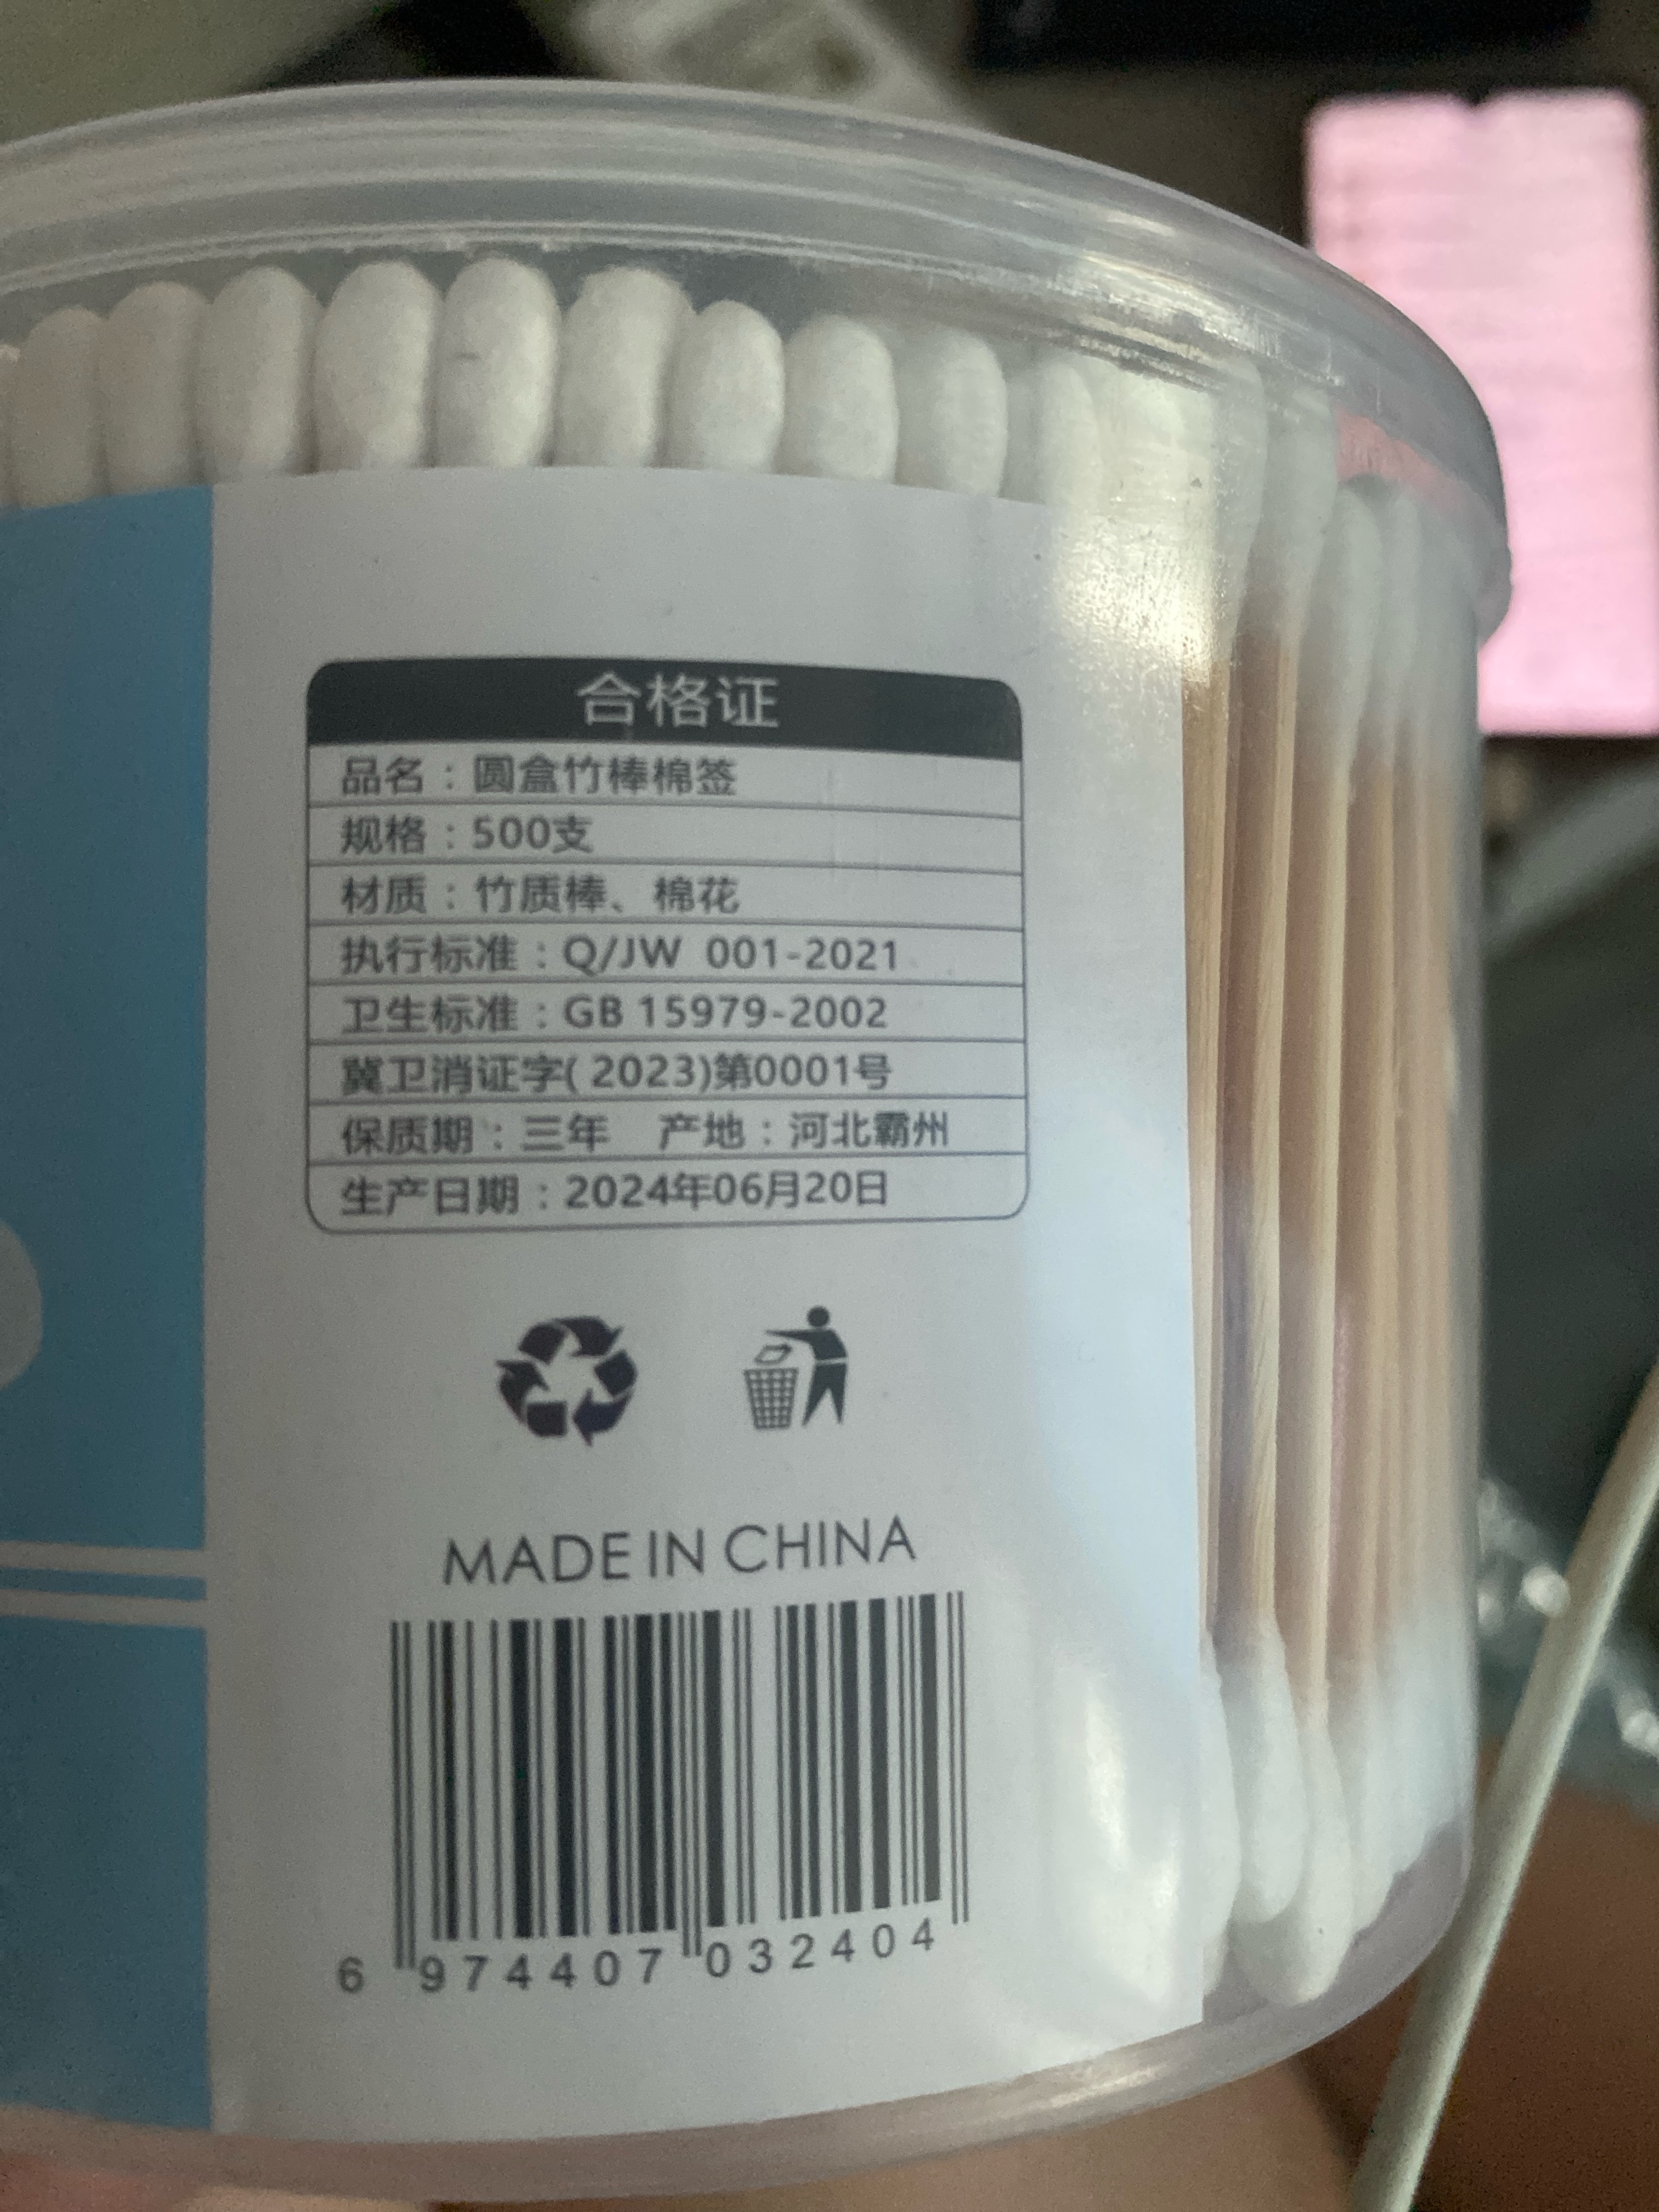 合格证
品名：圆盒竹棒棉签
规格：500支
材质：竹质棒、棉花
执行标准：Q/JW 001-2021
卫生标准：GB 15979-2002
冀卫消证字( 2023)第0001号
保质期：三年 产地：河北霸州
生产日期：2024年06月20日
MADE IN CHINA
6 974407 032404